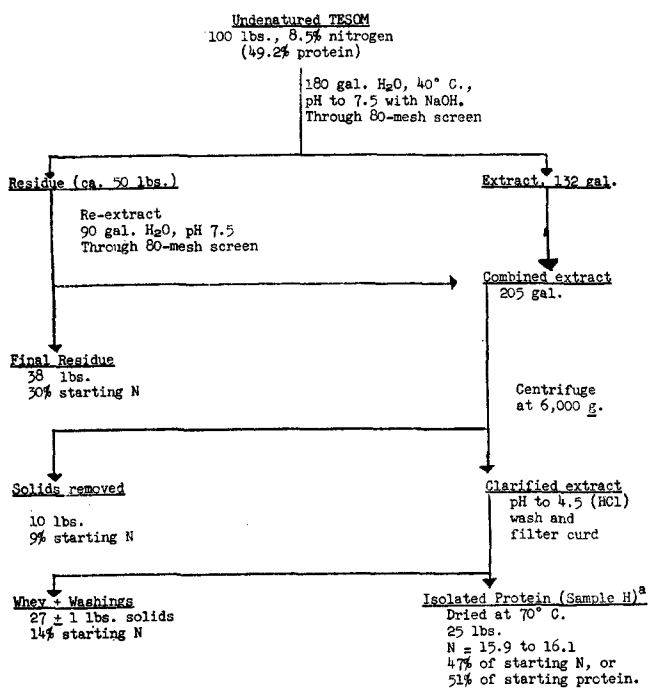 Undenatured TESOM
100 lbs., 8.5% nitrogen
(49.2% protein)
180 gal. H2O, 40° C.,
pH to 7.5 with NaOH.
Through 80-mesh screen
Residue (ca. 50 lbs.)
Extract, 132 gal.
Re-extract
90 gal. H2O, pH 7.5
Through 80-mesh screen
Combined extract
205 gal.
Final Residue
38 lbs.
30% starting N
Centrifuge
at 6,000 g.
Solids removed
10 lbs.
9% starting N
Clarified extract
pH to 4.5 (HCl)
wash and
filter curd
Whey + Washings
27 ± 1 lbs. solids
14% starting N
Isolated Protein (Sample H)a
Dried at 70° C.
25 lbs.
N = 15.9 to 16.1
47% of starting N, or
51% of starting protein.